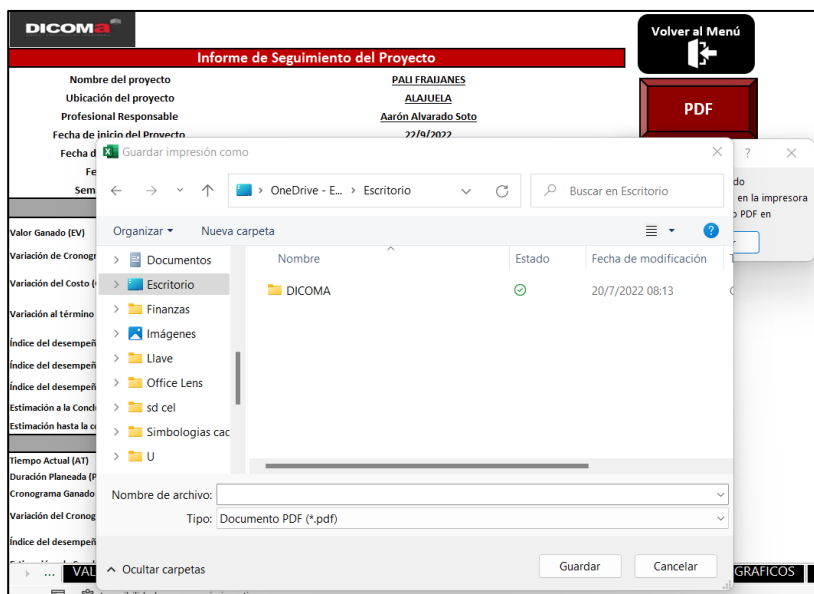 DICOMa
Volver al Menú
Informe de Seguimiento del Proyecto
Nombre del proyecto PALI FRAIJANES
Ubicación del proyecto ALAJUELA
PDF
Profesional Responsable Aarón Alvarado Soto
Fecha de inicio del Proyecto 22/9/2022
Fecha d
Fe
Sem
Guardar impresión como
?
do
en la impresora
o PDF en
OneDrive - E... > Escritorio
Buscar en Escritorio
Organizar Nueva carpeta
?
Nombre Estado Fecha de modificación T
Documentos
Escritorio
Finanzas
Imágenes
Llave
Office Lens
sd cel
Simbologias cac
U
DICOMA 20/7/2022 08:13
Nombre de archivo:
Tipo: Documento PDF (*.pdf)
Ocultar carpetas
Guardar Cancelar
Valor Ganado (EV)
Variación de Cronogr
Variación del Costo (
Variación al término
Índice del desempeñ
Índice del desempeñ
Índice del desempeñ
Estimación a la Concl
Estimación hasta la c
Tiempo Actual (AT)
Duración Planeada (P
Cronograma Ganado
Variación del Cronog
Índice del desempeñ
... VAL
GRAFICOS